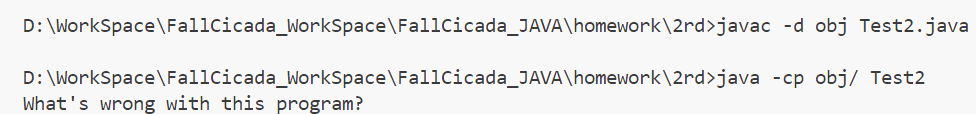 D:\WorkSpace\FallCicada_WorkSpace\FallCicada_JAVA\homework\2rd>javac -d obj Test2.java
D:\WorkSpace\FallCicada_WorkSpace\FallCicada_JAVA\homework\2rd>java -cp obj/ Test2
What's wrong with this program?